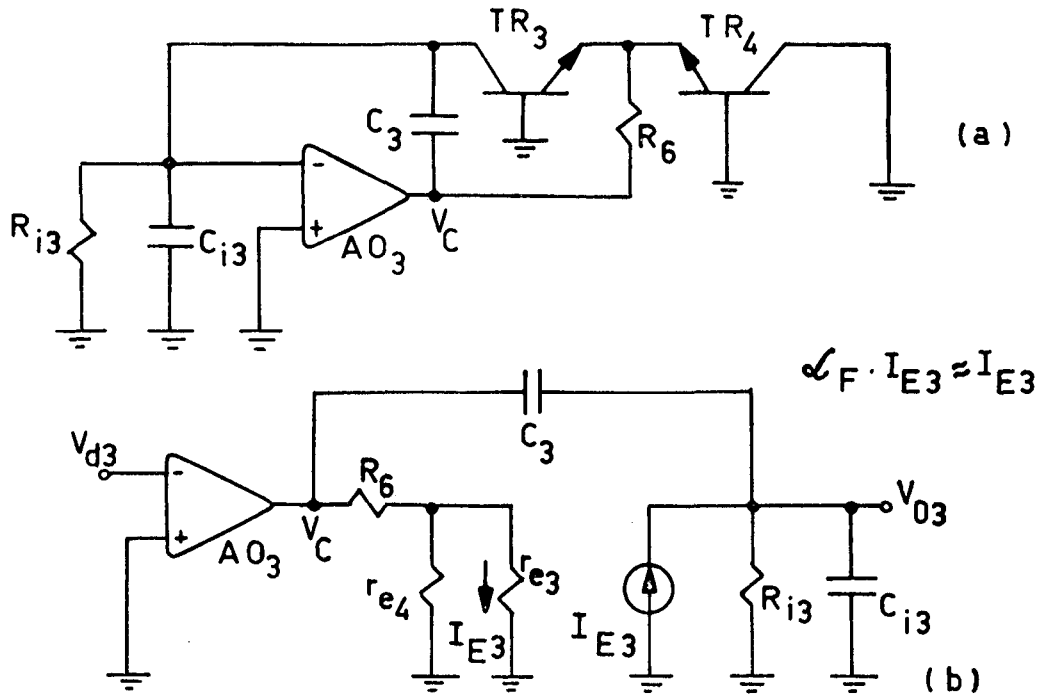 TR3
TR4
C3
R6
(a)
-
+
Ri3
Ci3
AO3
VC
αF · IE3 ≈ IE3
C3
Vd3
-
+
R6
VO3
AO3
VC
re4
re3
IE3
IE3
Ri3
Ci3
(b)